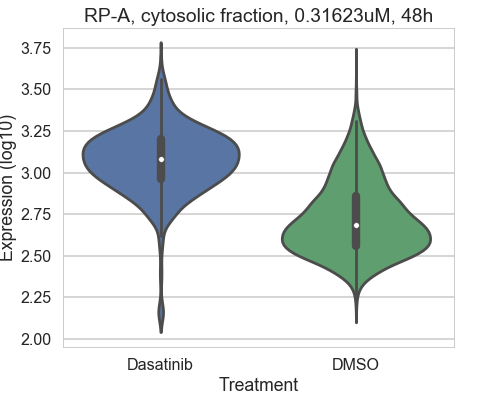 RP-A, cytosolic fraction, 0.31623uM, 48h
Expression (log10)
3.75
3.50
3.25
3.00
2.75
2.50
2.25
2.00
Dasatinib DMSO
Treatment